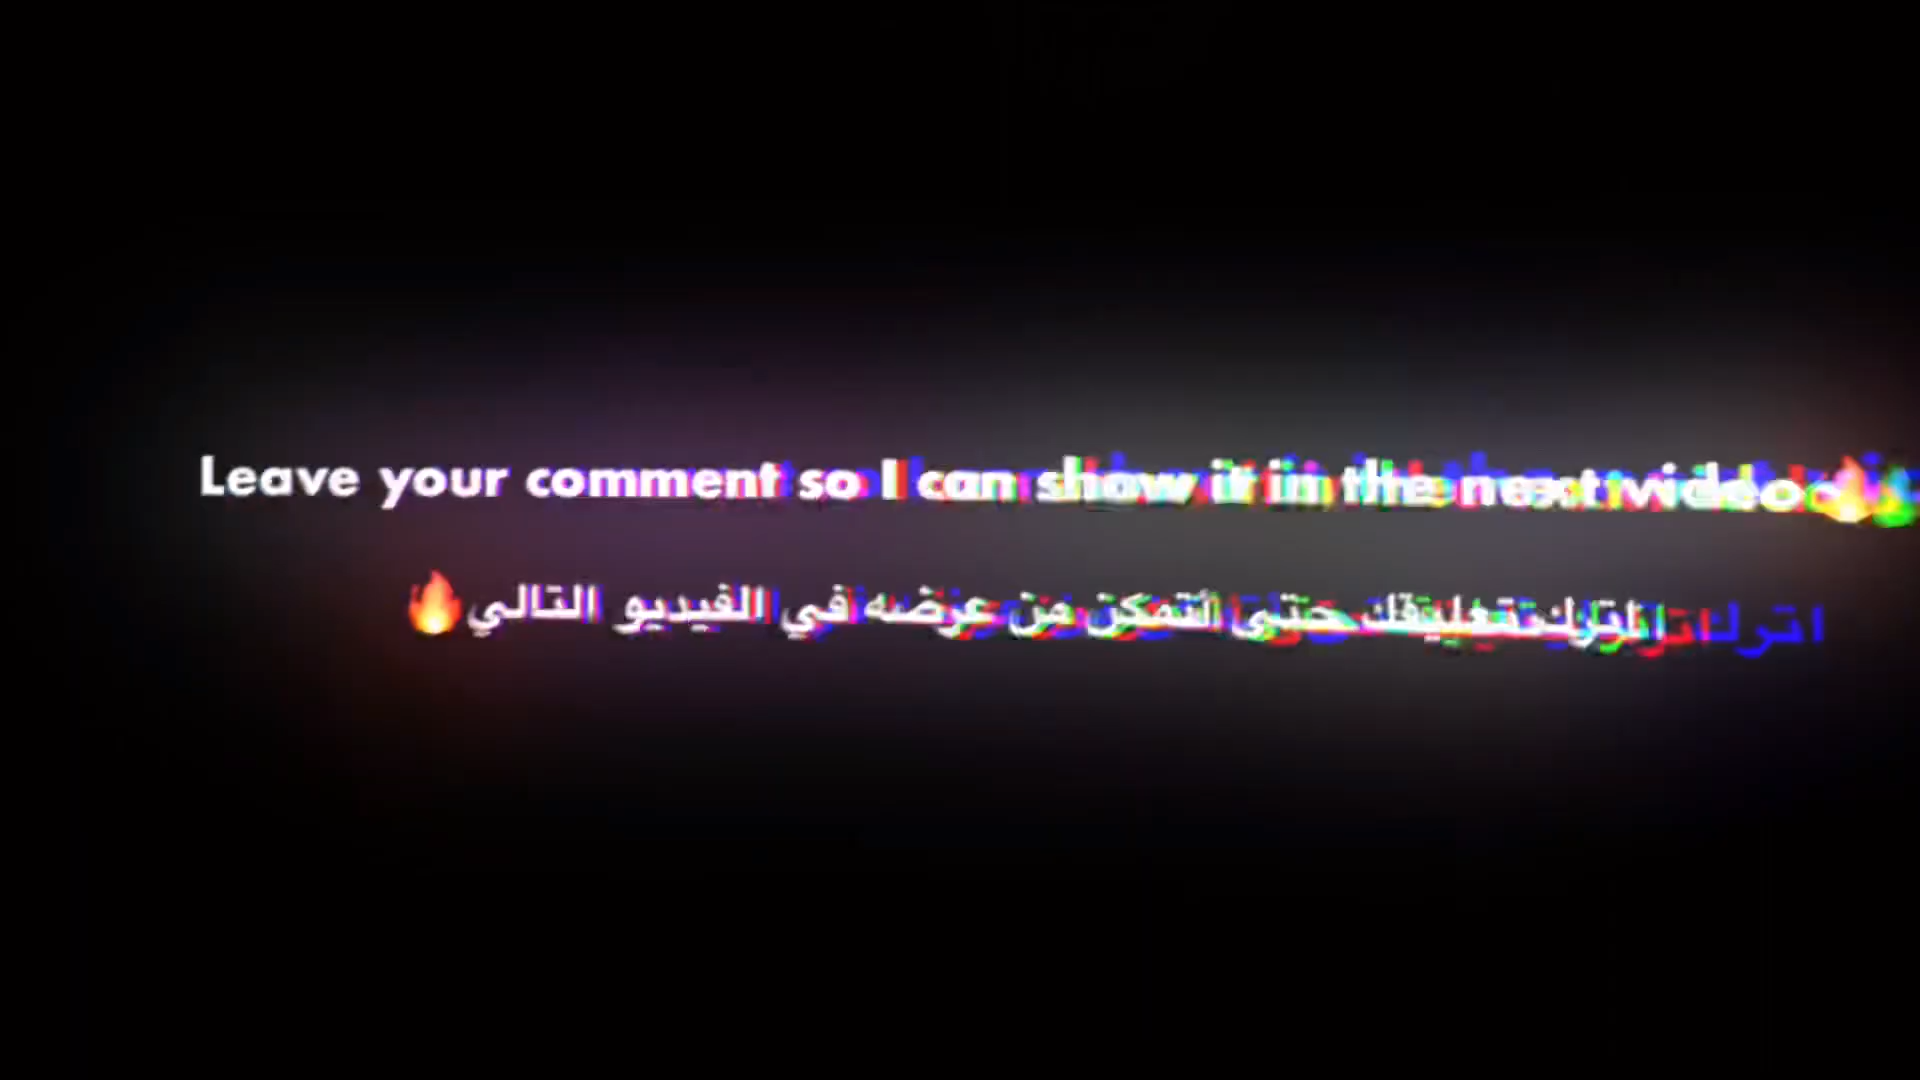 Leave your comment so I can show it in the next video 🔥
اترك تعليقك حتى أتمكن من عرضه في الفيديو التالي🔥